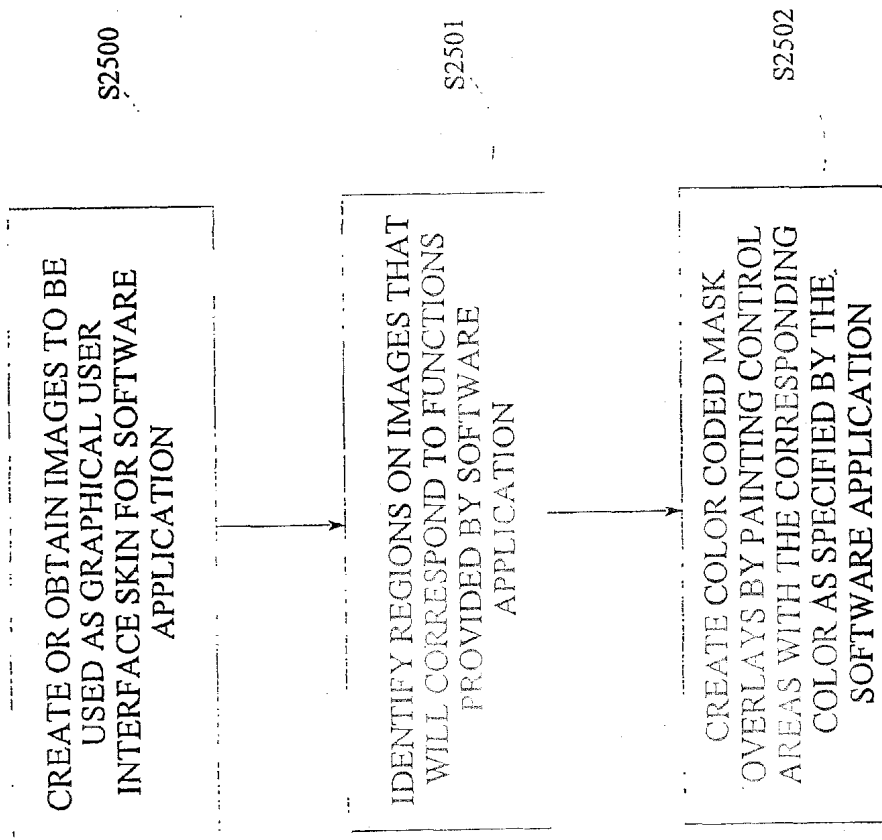 CREATE OR OBTAIN IMAGES TO BE
USED AS GRAPHICAL USER
INTERFACE SKIN FOR SOFTWARE
APPLICATION
S2500
IDENTIFY REGIONS ON IMAGES THAT
WILL CORRESPOND TO FUNCTIONS
PROVIDED BY SOFTWARE
APPLICATION
S2501
CREATE COLOR CODED MASK
OVERLAYS BY PAINTING CONTROL
AREAS WITH THE CORRESPONDING
COLOR AS SPECIFIED BY THE
SOFTWARE APPLICATION
S2502